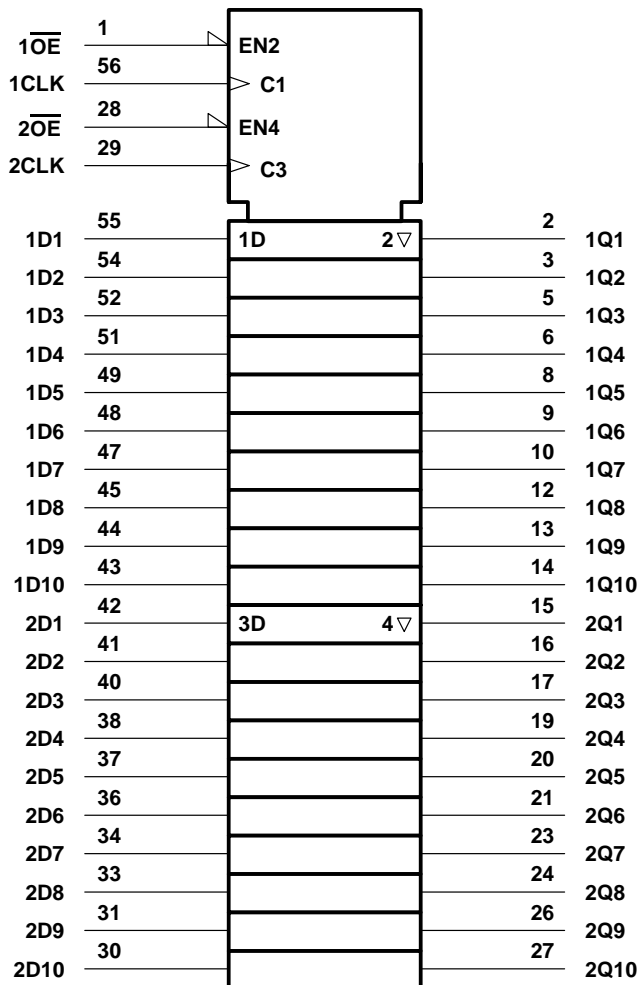 1O̅E̅ 1 EN2
1CLK 56 C1
2O̅E̅ 28 EN4
2CLK 29 C3
1D1 55 1D 2 ▽ 2 1Q1
1D2 54 3 1Q2
1D3 52 5 1Q3
1D4 51 6 1Q4
1D5 49 8 1Q5
1D6 48 9 1Q6
1D7 47 10 1Q7
1D8 45 12 1Q8
1D9 44 13 1Q9
1D10 43 14 1Q10
2D1 42 3D 4 ▽ 15 2Q1
2D2 41 16 2Q2
2D3 40 17 2Q3
2D4 38 19 2Q4
2D5 37 20 2Q5
2D6 36 21 2Q6
2D7 34 23 2Q7
2D8 33 24 2Q8
2D9 31 26 2Q9
2D10 30 27 2Q10